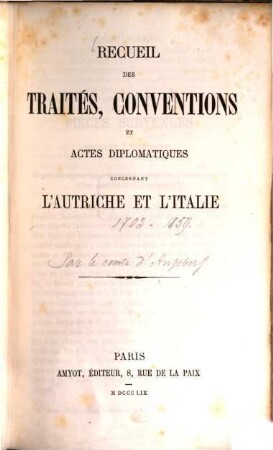 RECUEIL
DES
TRAITÉS, CONVENTIONS
ET
ACTES DIPLOMATIQUES
CONCERNANT
L'AUTRICHE ET L'ITALIE
1703 - 1859.
Par le comte d'Angeberg
PARIS
AMYOT, ÉDITEUR, 8, RUE DE LA PAIX
—
M DCCC LIX